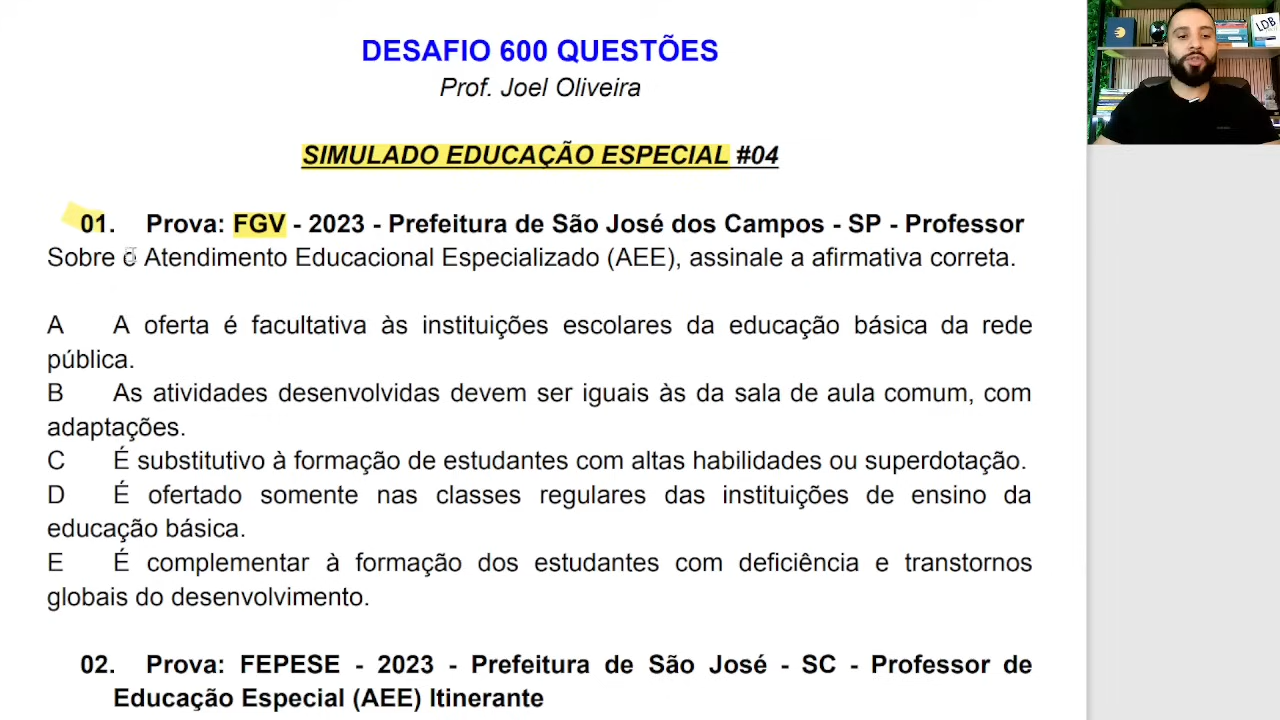 DESAFIO 600 QUESTÕES
Prof. Joel Oliveira
SIMULADO EDUCAÇÃO ESPECIAL #04
01. Prova: FGV - 2023 - Prefeitura de São José dos Campos - SP - Professor
Sobre o Atendimento Educacional Especializado (AEE), assinale a afirmativa correta.
A A oferta é facultativa às instituições escolares da educação básica da rede
pública.
B As atividades desenvolvidas devem ser iguais às da sala de aula comum, com
adaptações.
C É substitutivo à formação de estudantes com altas habilidades ou superdotação.
D É ofertado somente nas classes regulares das instituições de ensino da
educação básica.
E É complementar à formação dos estudantes com deficiência e transtornos
globais do desenvolvimento.
02. Prova: FEPESE - 2023 - Prefeitura de São José - SC - Professor de
Educação Especial (AEE) Itinerante
LDB